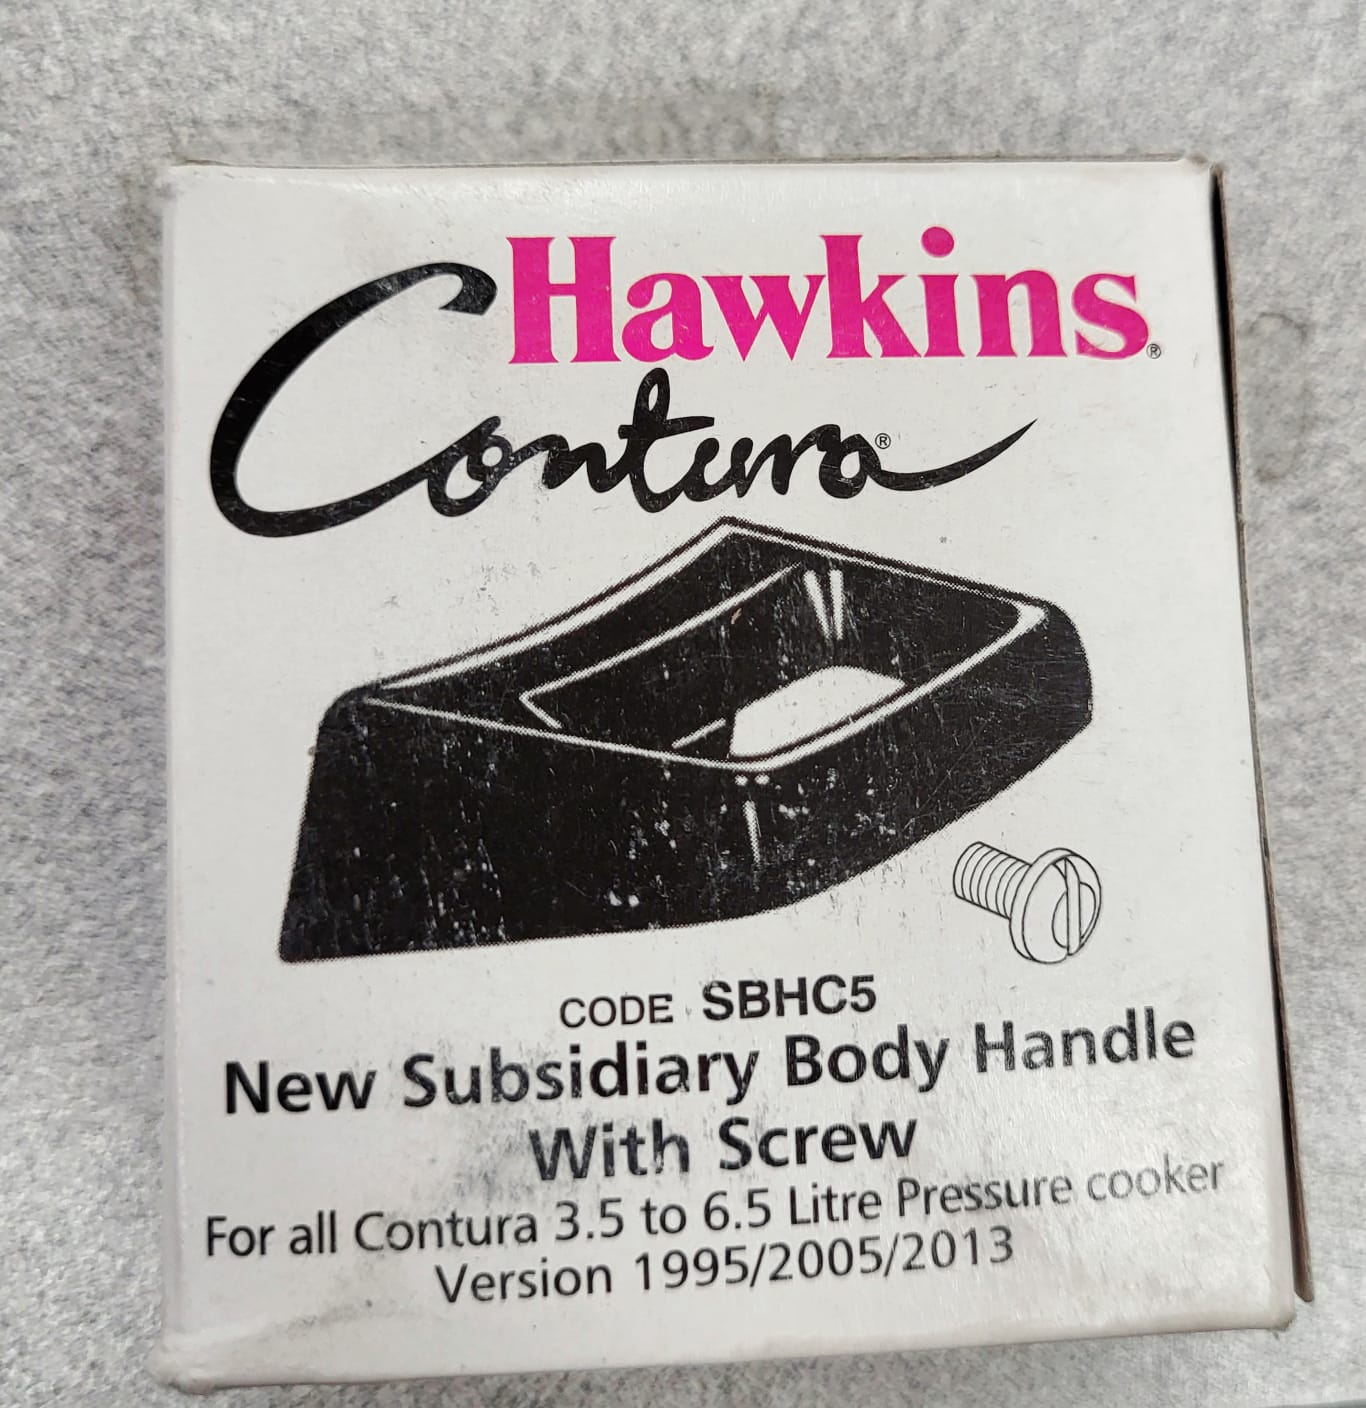 Hawkins®
Contura®
CODE SBHC5
New Subsidiary Body Handle
With Screw
For all Contura 3.5 to 6.5 Litre Pressure cooker
Version 1995/2005/2013